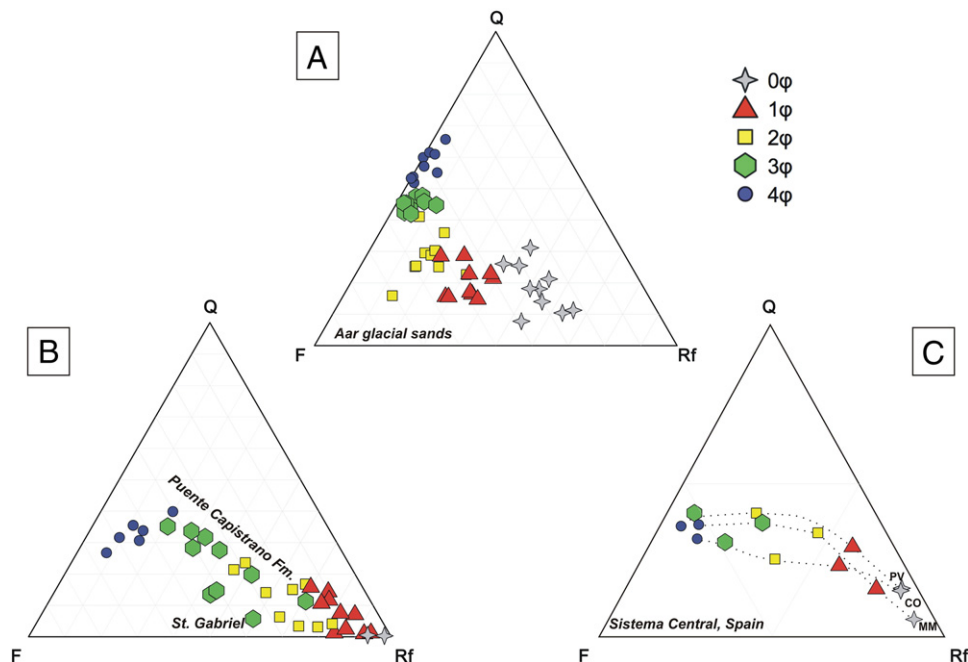 Q
A
0φ
1φ
2φ
3φ
4φ
Aar glacial sands
F
Rf
Q
B
Puente Capistrano Fm.
St. Gabriel
F
Rf
Q
C
PV
CO
MM
Sistema Central, Spain
F
Rf